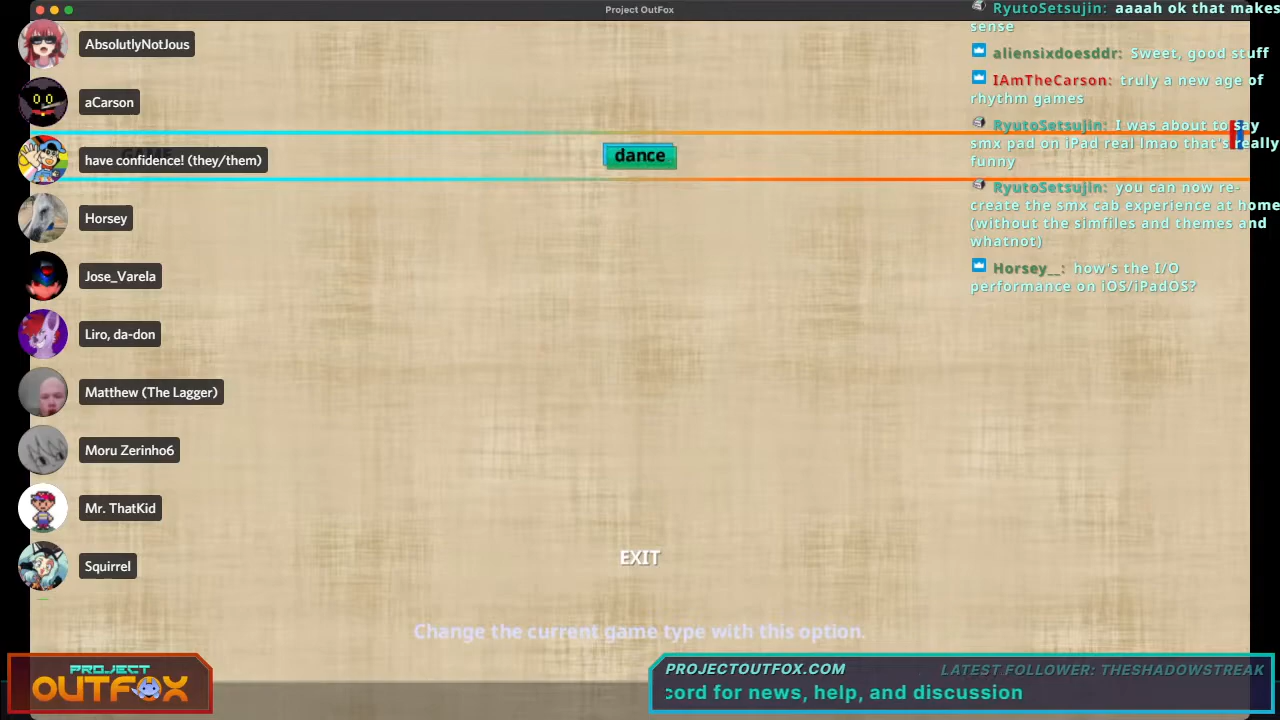 Project OutFox
AbsolutlyNotJous
aCarson
have confidence! (they/them)
Horsey
Jose_Varela
Liro, da-don
Matthew (The Lagger)
Moru Zerinho6
Mr. ThatKid
Squirrel
GAME
dance
EXIT
Change the current game type with this option.
RyutoSetsujin: aaaah ok that makes
sense
aliensixdoesddr: Sweet, good stuff
IAmTheCarson: truly a new age of
rhythm games
RyutoSetsujin: I was about to say
smx pad on iPad real lmao that's really
funny
RyutoSetsujin: you can now re-
create the smx cab experience at home
(without the simfiles and themes and
whatnot)
Horsey__: how's the I/O
performance on iOS/iPadOS?
PROJECT
OUTFOX
PROJECTOUTFOX.COM
LATEST FOLLOWER: THESHADOWSTREAK
cord for news, help, and discussion